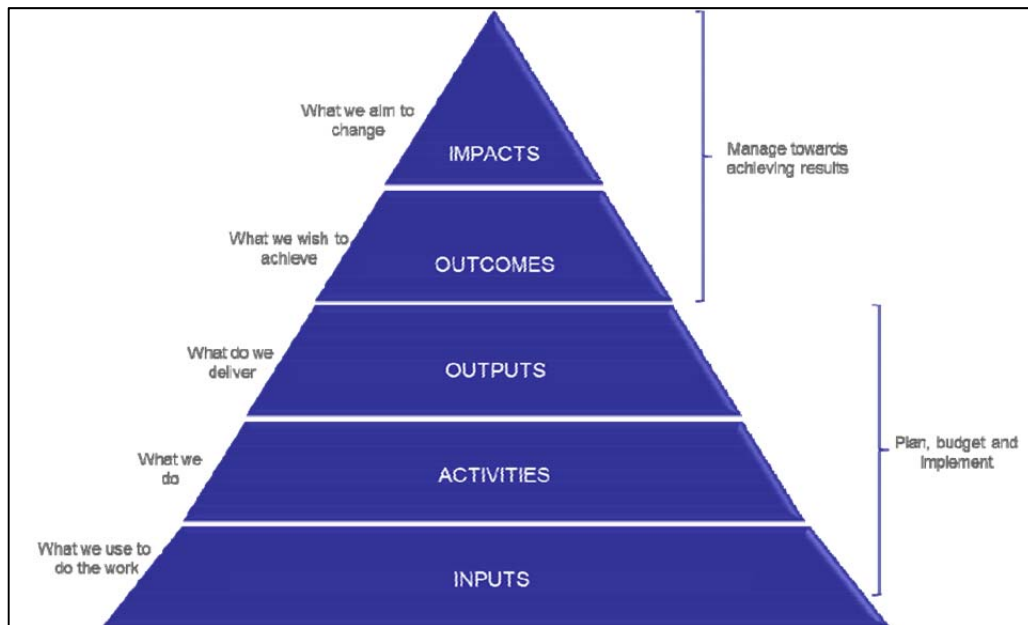 What we aim to
change
IMPACTS
Manage towards
achieving results
What we wish to
achieve
OUTCOMES
What do we
deliver
OUTPUTS
What we
do
ACTIVITIES
Plan, budget and
implement
What we use to
do the work
INPUTS